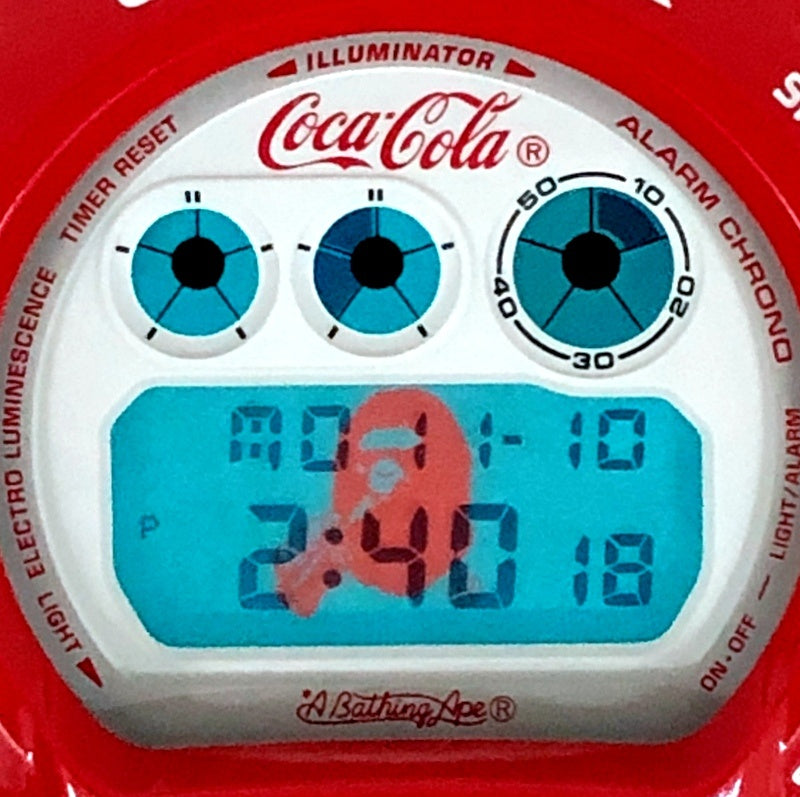 ILLUMINATOR
Coca-Cola®
TIMER RESET
ALARM CHRONO
50 10
40 20
30
ELECTRO LUMINESCENCE
MO 11-10
P 2:40 18
LIGHT
LIGHT/ALARM
ON·OFF
A Bathing Ape®